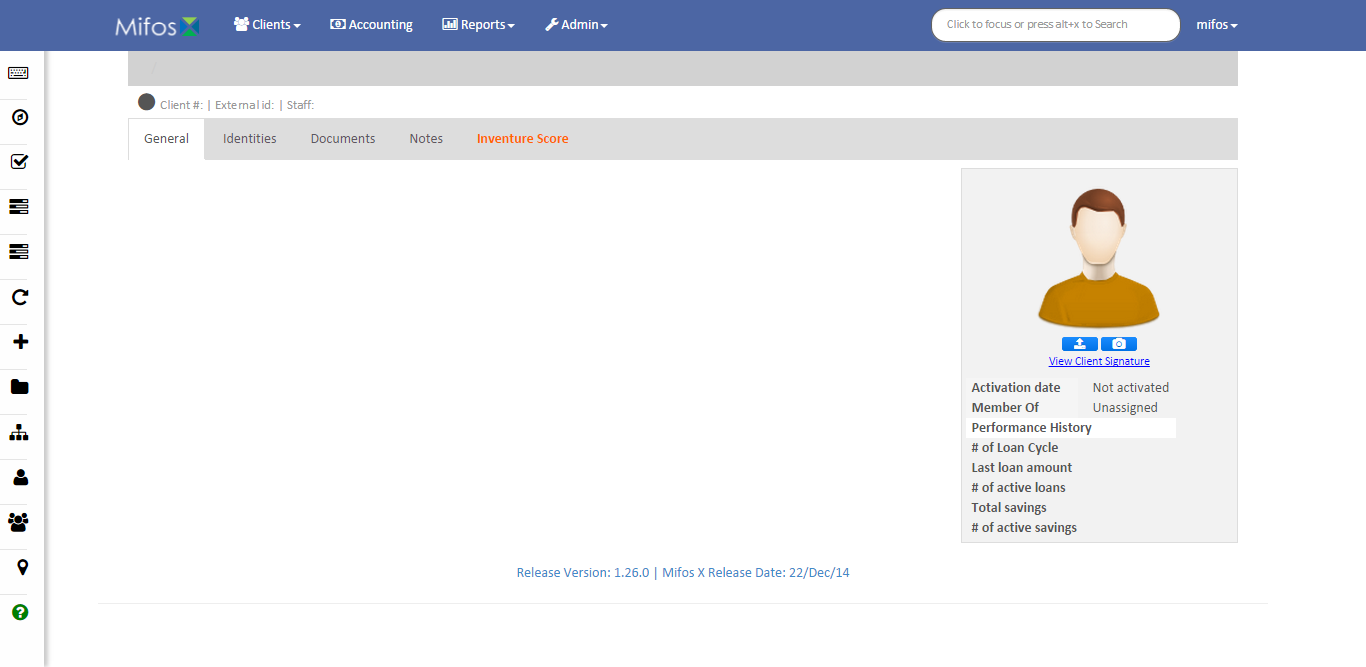 Mifos X Clients Accounting Reports Admin Click to focus or press alt+x to Search mifos
/
Client #: | External id: | Staff:
General Identities Documents Notes Inventure Score
View Client Signature
Activation date Not activated
Member Of Unassigned
Performance History
# of Loan Cycle
Last loan amount
# of active loans
Total savings
# of active savings
Release Version: 1.26.0 | Mifos X Release Date: 22/Dec/14